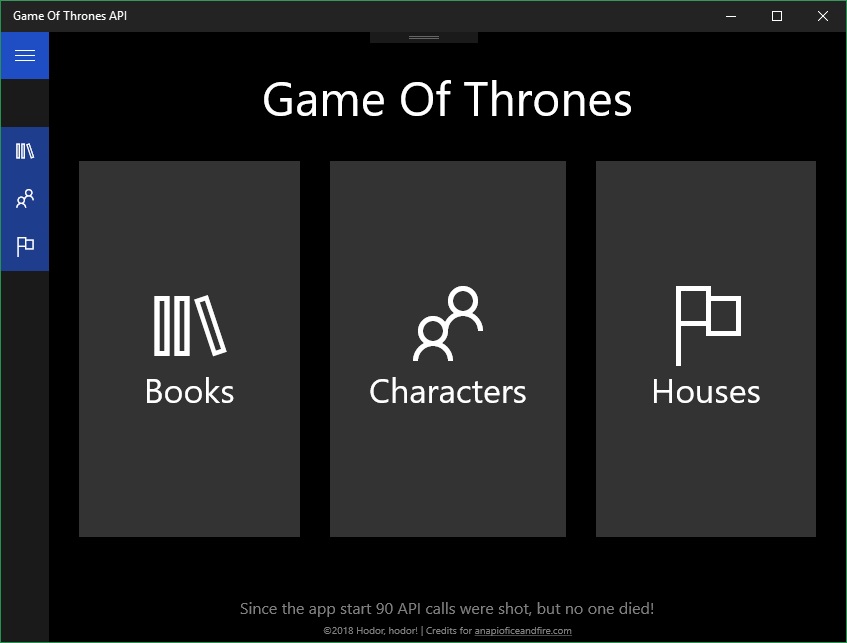 Game Of Thrones API
Game Of Thrones
Books
Characters
Houses
Since the app start 90 API calls were shot, but no one died!
©2018 Hodor, hodor! | Credits for anapioficeandfire.com